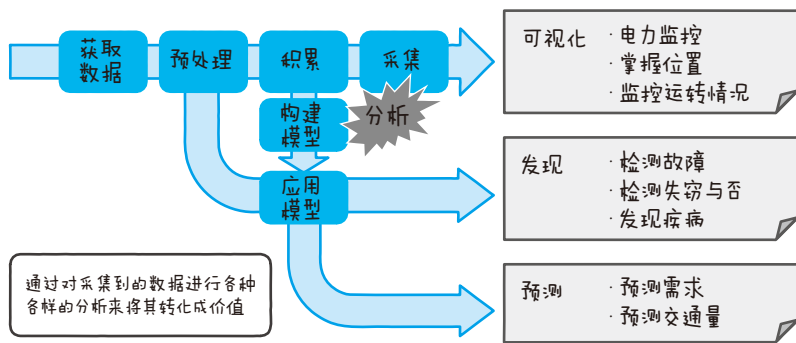 获取
数据
预处理
积累
采集
构建
模型
分析
应用
模型
可视化
·电力监控
·掌握位置
·监控运转情况
发现
·检测故障
·检测失窃与否
·发现疾病
预测
·预测需求
·预测交通量
通过对采集到的数据进行各种
各样的分析来将其转化成价值